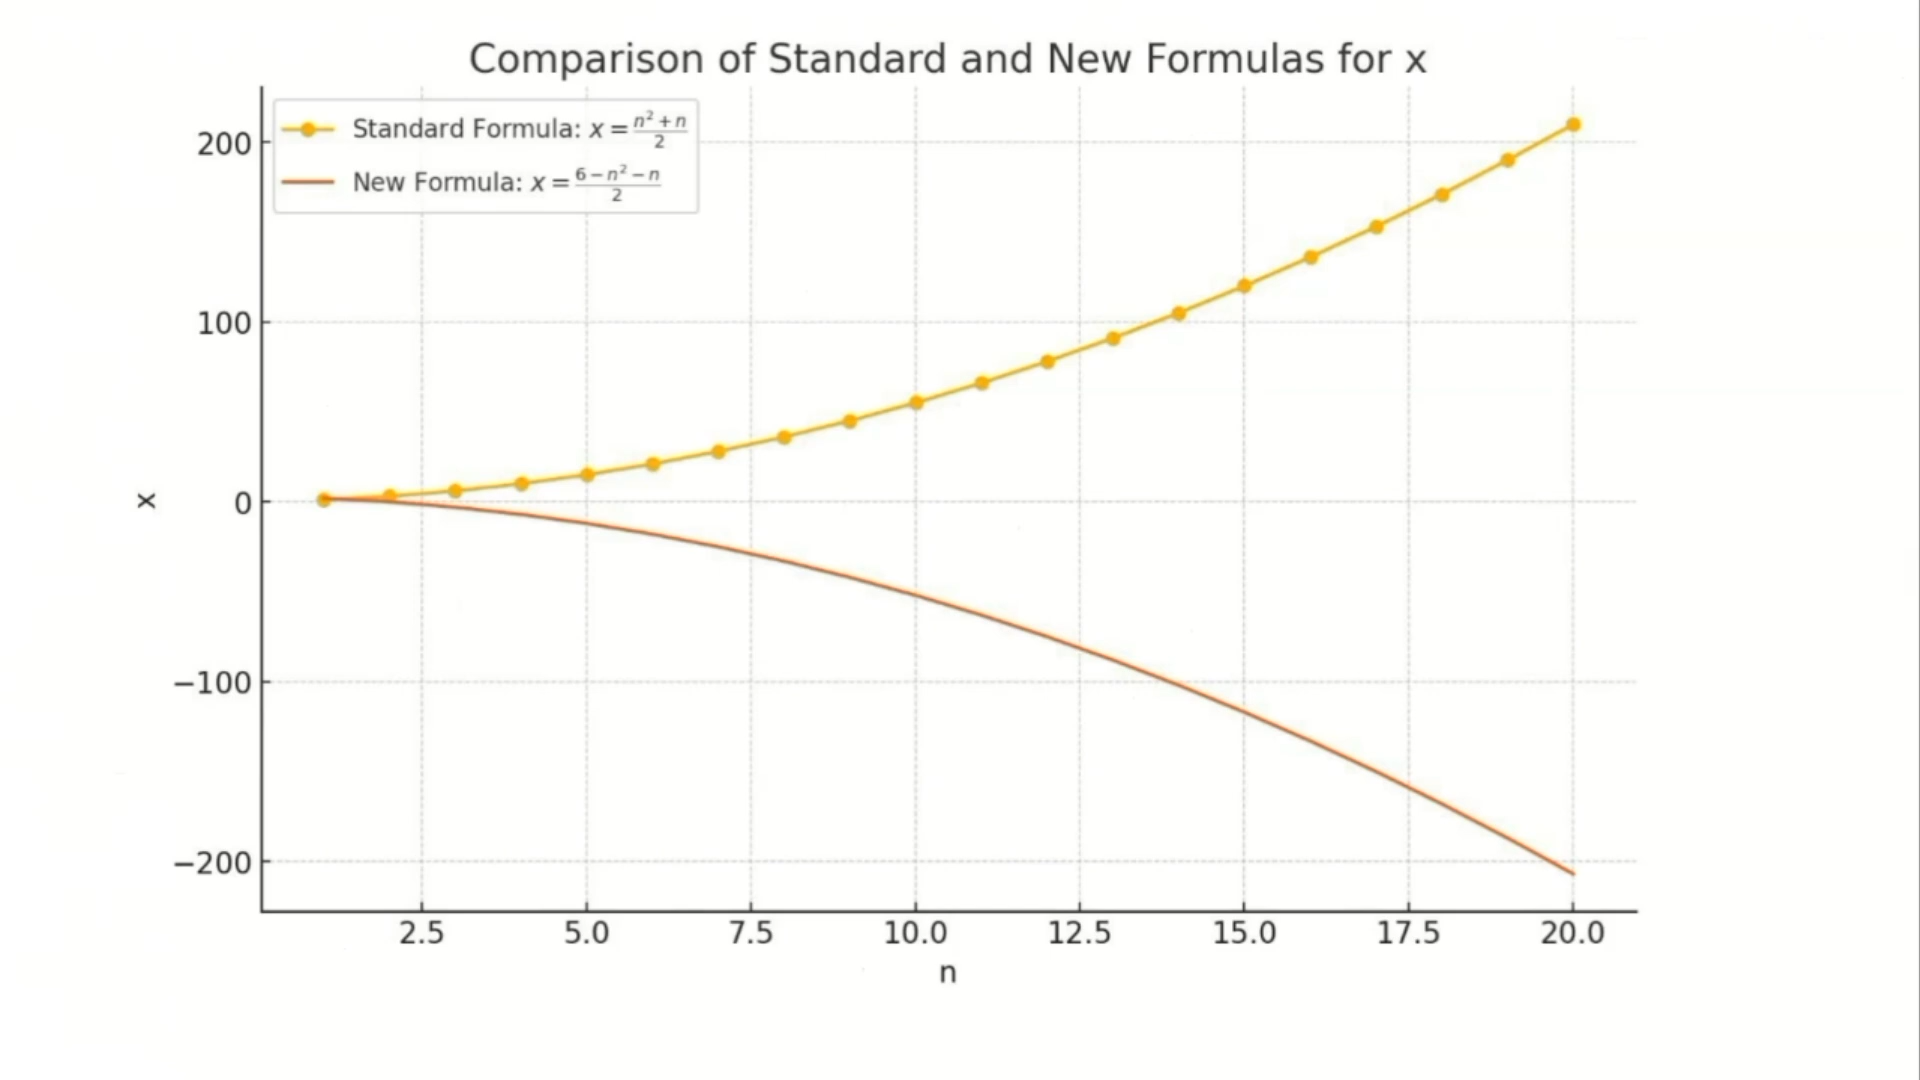 Comparison of Standard and New Formulas for x
Standard Formula: x = (n² + n)/2
New Formula: x = (6 − n² − n)/2
200
100
0
−100
−200
x
2.5 5.0 7.5 10.0 12.5 15.0 17.5 20.0
n